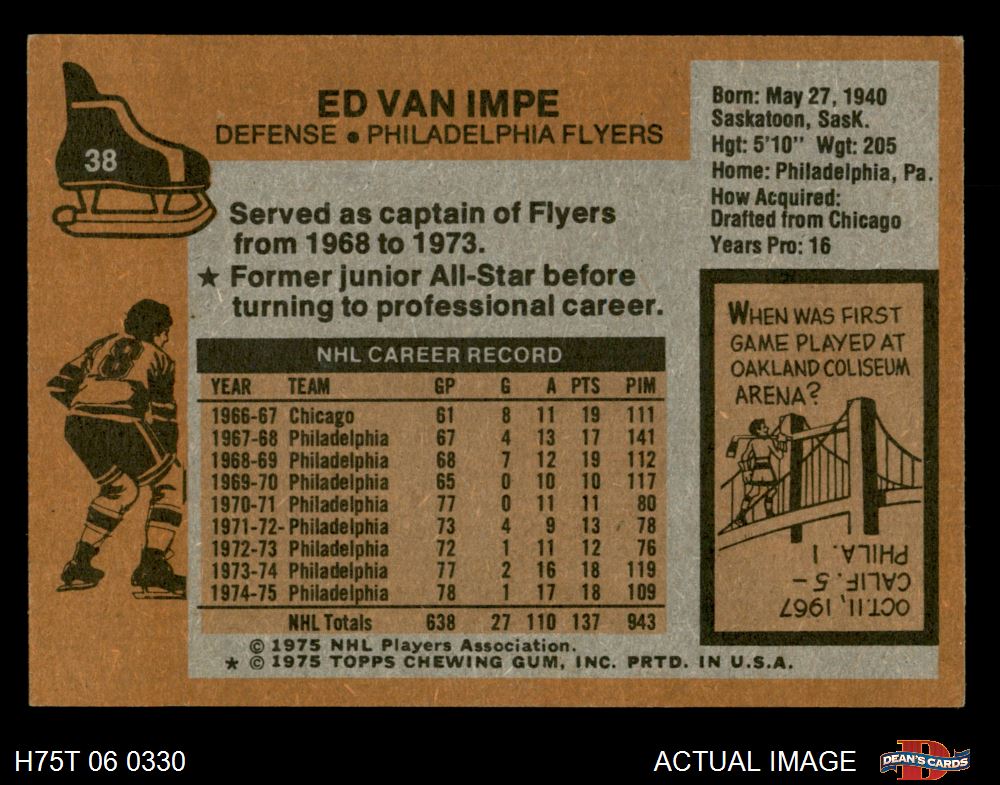 38
ED VAN IMPE
DEFENSE • PHILADELPHIA FLYERS
Served as captain of Flyers
from 1968 to 1973.
★ Former junior All-Star before
turning to professional career.
Born: May 27, 1940
Saskatoon, SasK.
Hgt: 5'10" Wgt: 205
Home: Philadelphia, Pa.
How Acquired:
Drafted from Chicago
Years Pro: 16
8
NHL CAREER RECORD
YEAR TEAM GP G A PTS PIM
1966-67 Chicago 61 8 11 19 111
1967-68 Philadelphia 67 4 13 17 141
1968-69 Philadelphia 68 7 12 19 112
1969-70 Philadelphia 65 0 10 10 117
1970-71 Philadelphia 77 0 11 11 80
1971-72- Philadelphia 73 4 9 13 78
1972-73 Philadelphia 72 1 11 12 76
1973-74 Philadelphia 77 2 16 18 119
1974-75 Philadelphia 78 1 17 18 109
NHL Totals 638 27 110 137 943
WHEN WAS FIRST
GAME PLAYED AT
OAKLAND COLISEUM
ARENA?
OCT. 11, 1967
CALIF. 5 –
PHILA. 1
© 1975 NHL Players Association.
★ © 1975 TOPPS CHEWING GUM, INC. PRTD. IN U.S.A.
H75T 06 0330
ACTUAL IMAGE
D
DEAN'S CARDS